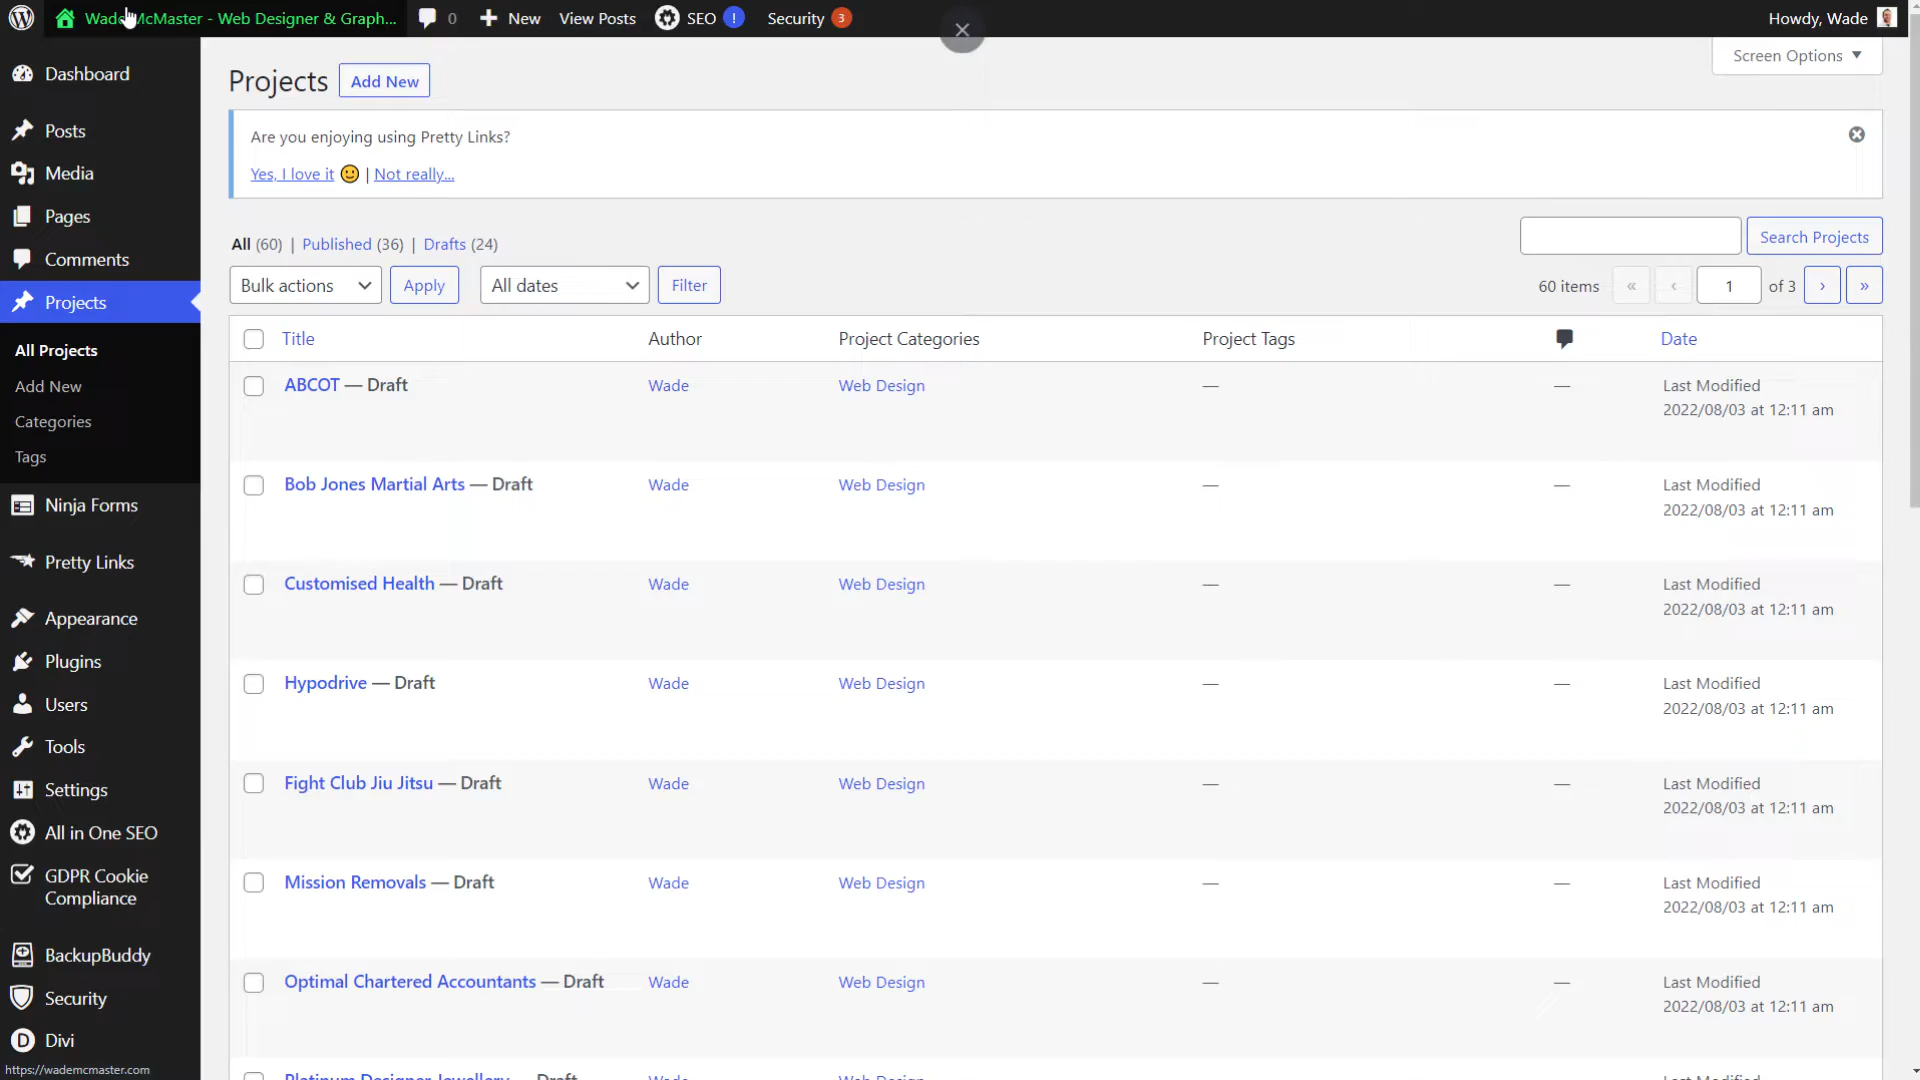 Wade McMaster - Web Designer & Graph... 0 New View Posts SEO ! Security 3 Howdy, Wade
Screen Options
Dashboard
Posts
Media
Pages
Comments
Projects
All Projects
Add New
Categories
Tags
Ninja Forms
Pretty Links
Appearance
Plugins
Users
Tools
Settings
All in One SEO
GDPR Cookie
Compliance
BackupBuddy
Security
Divi
https://wademcmaster.com
Projects Add New
Are you enjoying using Pretty Links?
Yes, I love it | Not really...
All (60) | Published (36) | Drafts (24)
Search Projects
Bulk actions Apply All dates Filter 60 items « ‹ 1 of 3 › »
Title Author Project Categories Project Tags Date
ABCOT — Draft Wade Web Design — — Last Modified
2022/08/03 at 12:11 am
Bob Jones Martial Arts — Draft Wade Web Design — — Last Modified
2022/08/03 at 12:11 am
Customised Health — Draft Wade Web Design — — Last Modified
2022/08/03 at 12:11 am
Hypodrive — Draft Wade Web Design — — Last Modified
2022/08/03 at 12:11 am
Fight Club Jiu Jitsu — Draft Wade Web Design — — Last Modified
2022/08/03 at 12:11 am
Mission Removals — Draft Wade Web Design — — Last Modified
2022/08/03 at 12:11 am
Optimal Chartered Accountants — Draft Wade Web Design — — Last Modified
2022/08/03 at 12:11 am
Platinum Designer Jewellery — Draft Wade Web Design